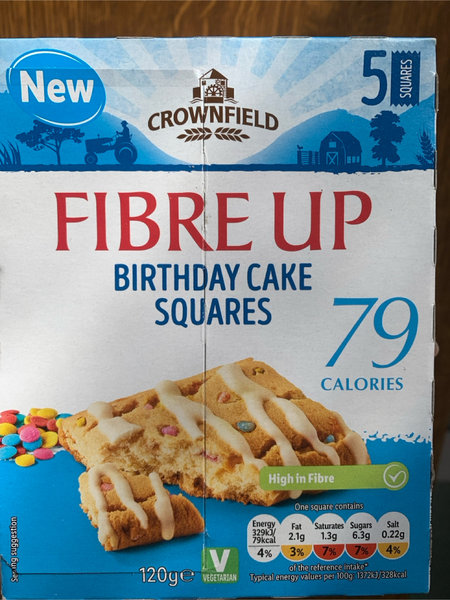 New
5 SQUARES
CROWNFIELD
FIBRE UP
BIRTHDAY CAKE
SQUARES
79
CALORIES
High in Fibre
One square contains
Energy 329kJ/ 79kcal 4%
Fat 2.1g 3%
Saturates 1.3g 7%
Sugars 6.3g 7%
Salt 0.22g 4%
of the reference intake*
Typical energy values per 100g: 1372kJ/328kcal
V
VEGETARIAN
120g℮
Serving suggestion